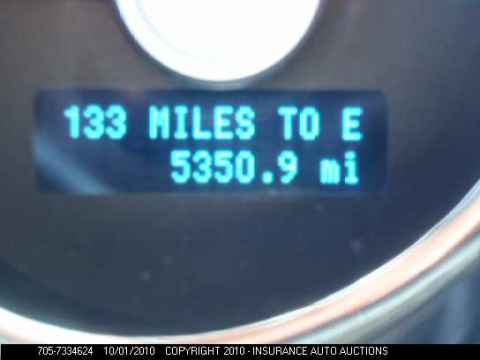 133 MILES TO E
5350.9 mi
705-7334624 10/01/2010 COPYRIGHT 2010 - INSURANCE AUTO AUCTIONS